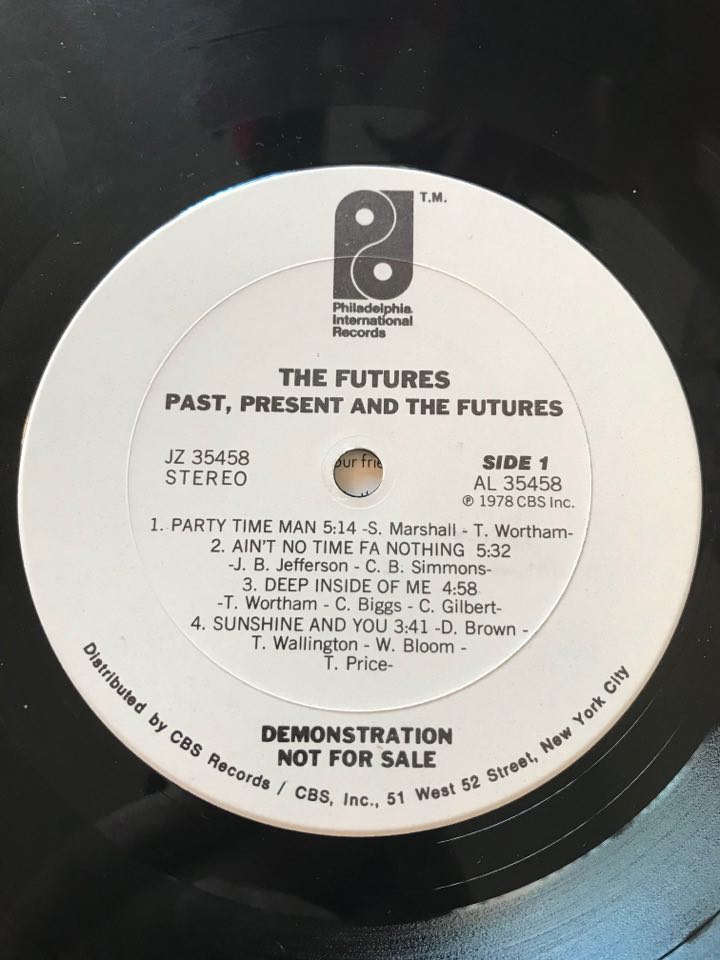 T.M.
Philadelphia
International
Records
THE FUTURES
PAST, PRESENT AND THE FUTURES
JZ 35458
STEREO
SIDE 1
AL 35458
℗ 1978 CBS Inc.
our frie
1. PARTY TIME MAN 5:14 -S. Marshall - T. Wortham-
2. AIN'T NO TIME FA NOTHING 5:32
-J. B. Jefferson - C. B. Simmons-
3. DEEP INSIDE OF ME 4:58
-T. Wortham - C. Biggs - C. Gilbert-
4. SUNSHINE AND YOU 3:41 -D. Brown -
T. Wallington - W. Bloom -
T. Price-
DEMONSTRATION
NOT FOR SALE
Distributed by CBS Records / CBS, Inc., 51 West 52 Street, New York City